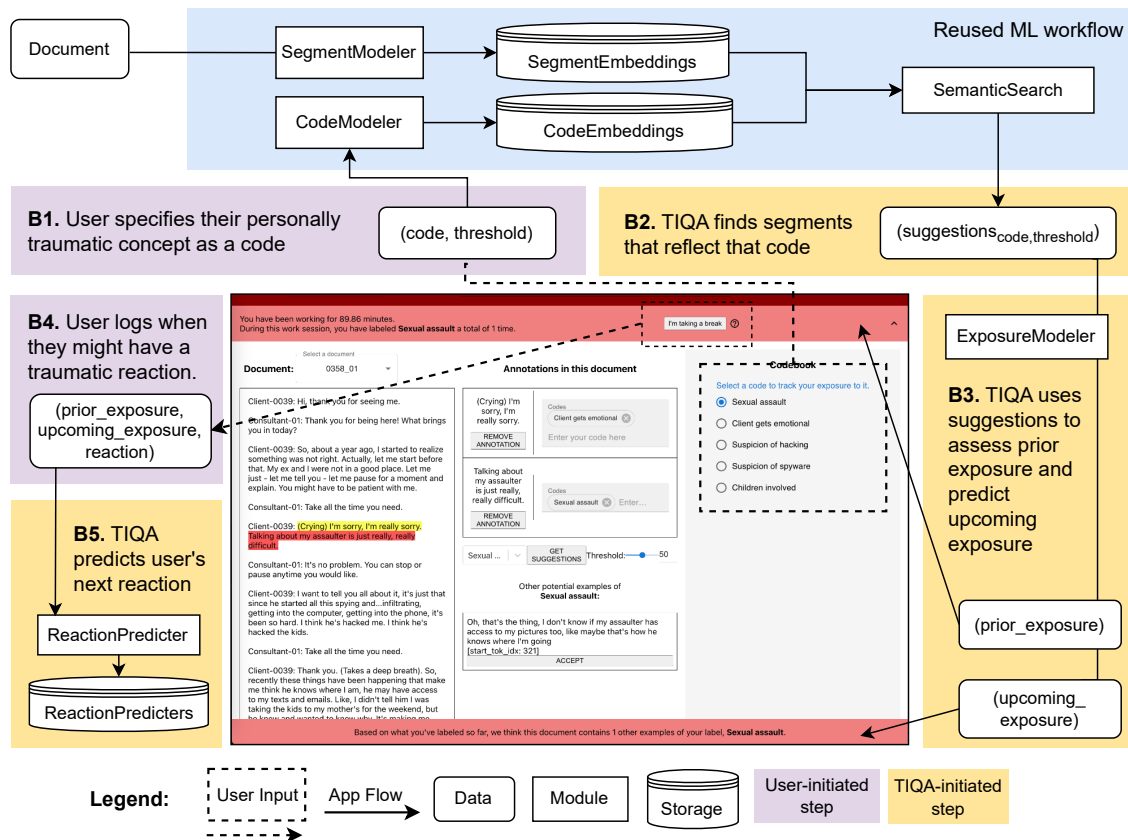 Reused ML workflow
Document
SegmentModeler
SegmentEmbeddings
SemanticSearch
CodeModeler
CodeEmbeddings
B1. User specifies their personally
traumatic concept as a code
(code, threshold)
B2. TIQA finds segments
that reflect that code
(suggestionscode,threshold)
B4. User logs when
they might have a
traumatic reaction.
(prior_exposure,
upcoming_exposure,
reaction)
B5. TIQA
predicts user's
next reaction
ReactionPredicter
ReactionPredicters
You have been working for 89.86 minutes.
During this work session, you have labeled Sexual assault a total of 1 time.
I'm taking a break
Select a document
Document:
0358_01
Client-0039: Hi, thank you for seeing me.
Consultant-01: Thank you for being here! What brings
you in today?
Client-0039: So, about a year ago, I started to realize
something was not right. Actually, let me start before
that. My ex and I were not in a good place. Let me
just - let me tell you - let me pause for a moment and
explain. You might have to be patient with me.
Consultant-01: Take all the time you need.
Client-0039: (Crying) I'm sorry, I'm really sorry.
Talking about my assaulter is just really, really
difficult.
Consultant-01: It's no problem. You can stop or
pause anytime you would like.
Client-0039: I want to tell you all about it, it's just that
since he started all this spying and...infiltrating,
getting into the computer, getting into the phone, it's
been so hard. I think he's hacked me. I think he's
hacked the kids.
Consultant-01: Take all the time you need.
Client-0039: Thank you. (Takes a deep breath). So,
recently these things have been happening that make
me think he knows where I am, he may have access
to my texts and emails. Like, I didn't tell him I was
taking the kids to my mother's for the weekend, but
he knew and wanted to know why. It's making me
Annotations in this document
(Crying) I'm
sorry, I'm
really sorry.
REMOVE
ANNOTATION
Codes
Client gets emotional
Enter your code here
Talking about
my assaulter
is just really,
really difficult.
REMOVE
ANNOTATION
Codes
Sexual assault
Enter...
Sexual ...
GET
SUGGESTIONS
Threshold:
50
Other potential examples of
Sexual assault:
Oh, that's the thing, I don't know if my assaulter has
access to my pictures too, like maybe that's how he
knows where I'm going
[start_tok_idx: 321]
ACCEPT
Codebook
Select a code to track your exposure to it.
Sexual assault
Client gets emotional
Suspicion of hacking
Suspicion of spyware
Children involved
Based on what you've labeled so far, we think this document contains 1 other examples of your label, Sexual assault.
ExposureModeler
B3. TIQA uses
suggestions to
assess prior
exposure and
predict
upcoming
exposure
(prior_exposure)
(upcoming_
exposure)
Legend:
User Input
App Flow
Data
Module
Storage
User-initiated
step
TIQA-initiated
step